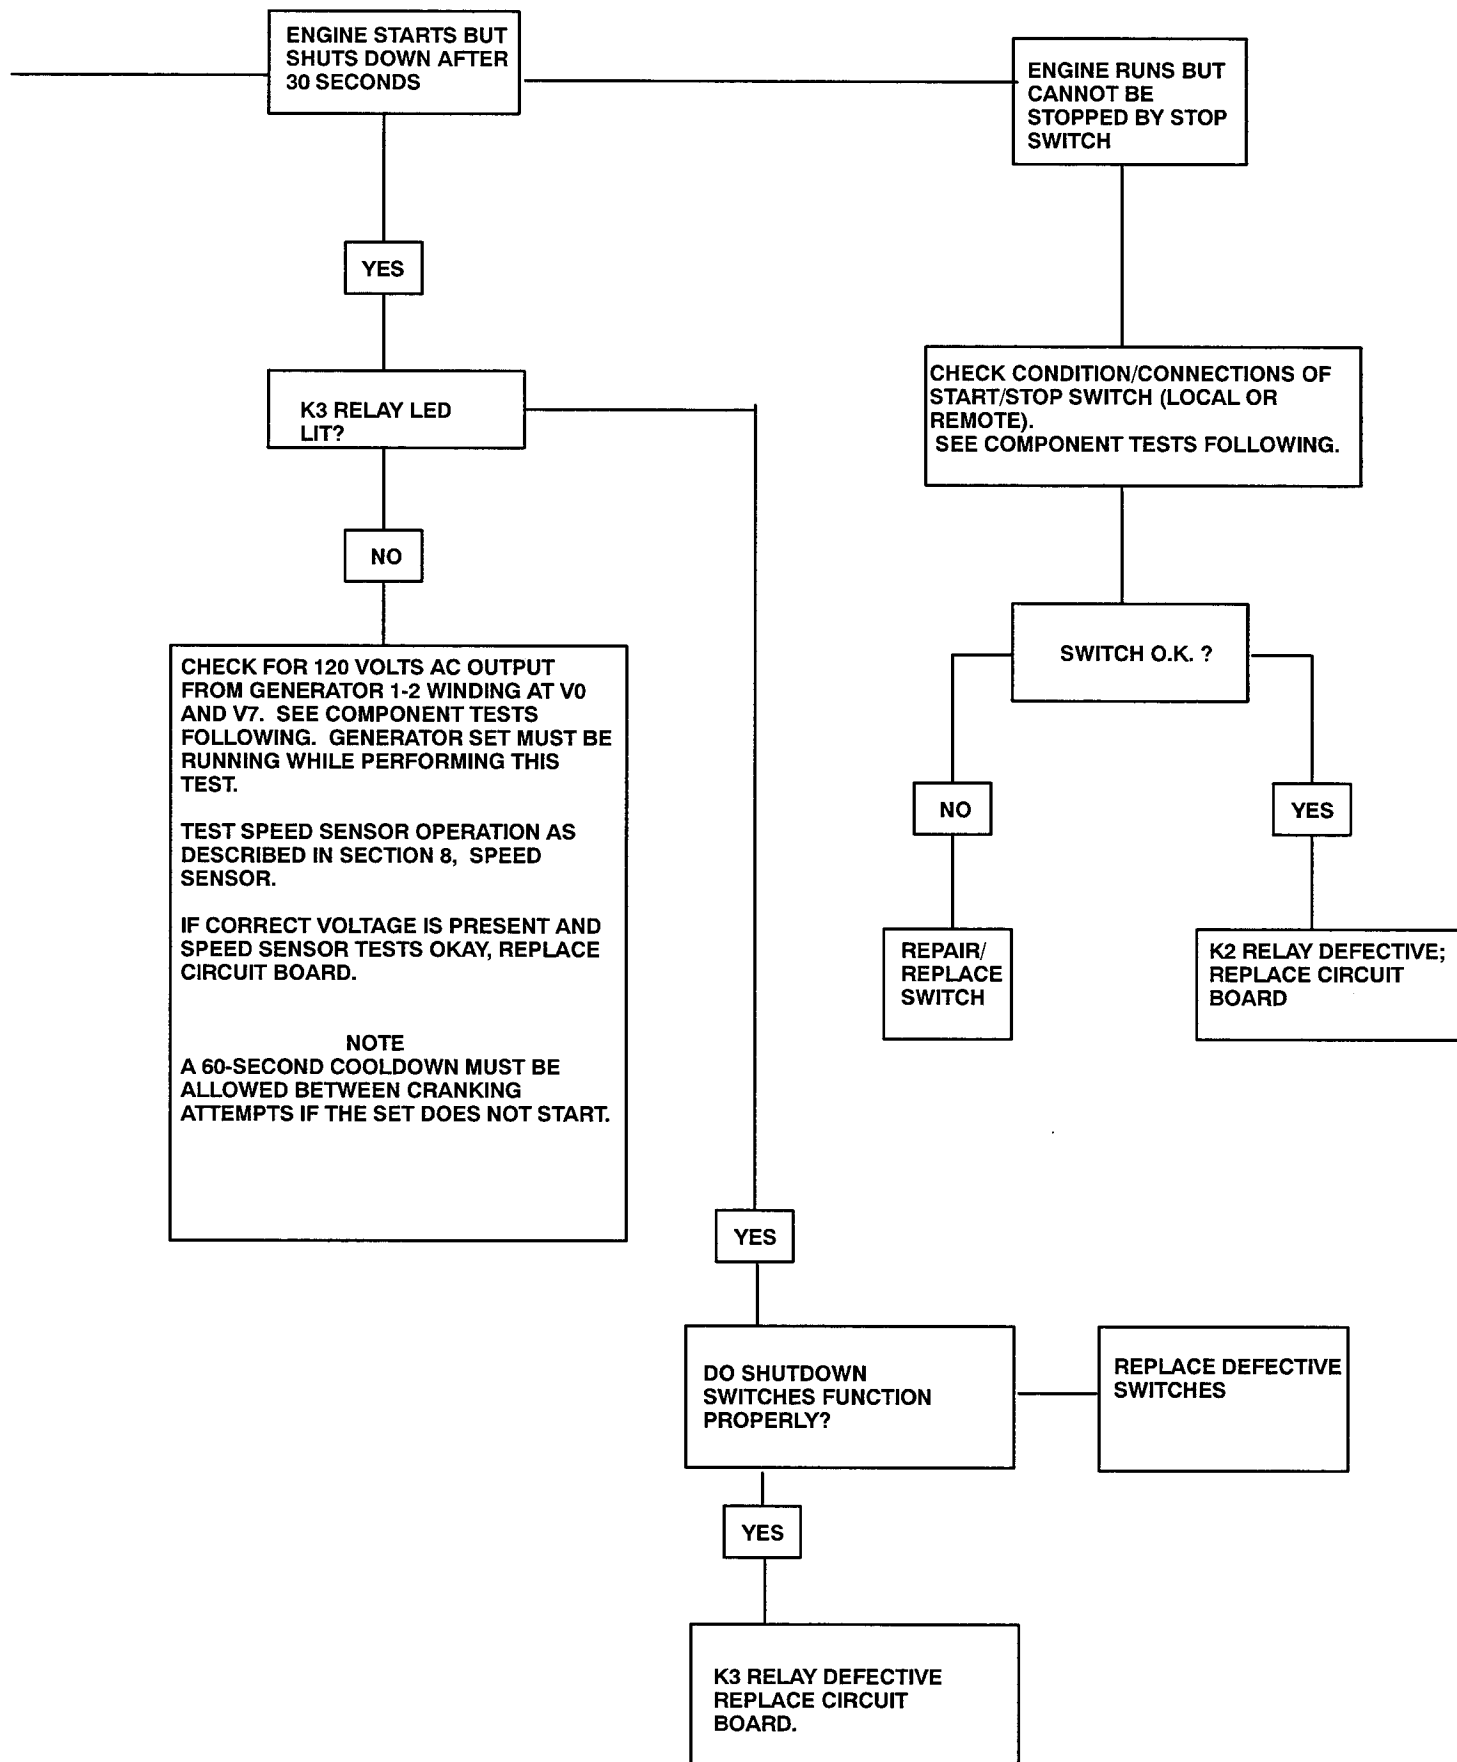 ENGINE STARTS BUT
SHUTS DOWN AFTER
30 SECONDS
ENGINE RUNS BUT
CANNOT BE
STOPPED BY STOP
SWITCH
YES
K3 RELAY LED
LIT?
CHECK CONDITION/CONNECTIONS OF
START/STOP SWITCH (LOCAL OR
REMOTE).
SEE COMPONENT TESTS FOLLOWING.
NO
SWITCH O.K. ?
CHECK FOR 120 VOLTS AC OUTPUT
FROM GENERATOR 1-2 WINDING AT V0
AND V7. SEE COMPONENT TESTS
FOLLOWING. GENERATOR SET MUST BE
RUNNING WHILE PERFORMING THIS
TEST.
TEST SPEED SENSOR OPERATION AS
DESCRIBED IN SECTION 8, SPEED
SENSOR.
IF CORRECT VOLTAGE IS PRESENT AND
SPEED SENSOR TESTS OKAY, REPLACE
CIRCUIT BOARD.
NOTE
A 60-SECOND COOLDOWN MUST BE
ALLOWED BETWEEN CRANKING
ATTEMPTS IF THE SET DOES NOT START.
NO
YES
REPAIR/
REPLACE
SWITCH
K2 RELAY DEFECTIVE;
REPLACE CIRCUIT
BOARD
YES
DO SHUTDOWN
SWITCHES FUNCTION
PROPERLY?
REPLACE DEFECTIVE
SWITCHES
YES
K3 RELAY DEFECTIVE
REPLACE CIRCUIT
BOARD.